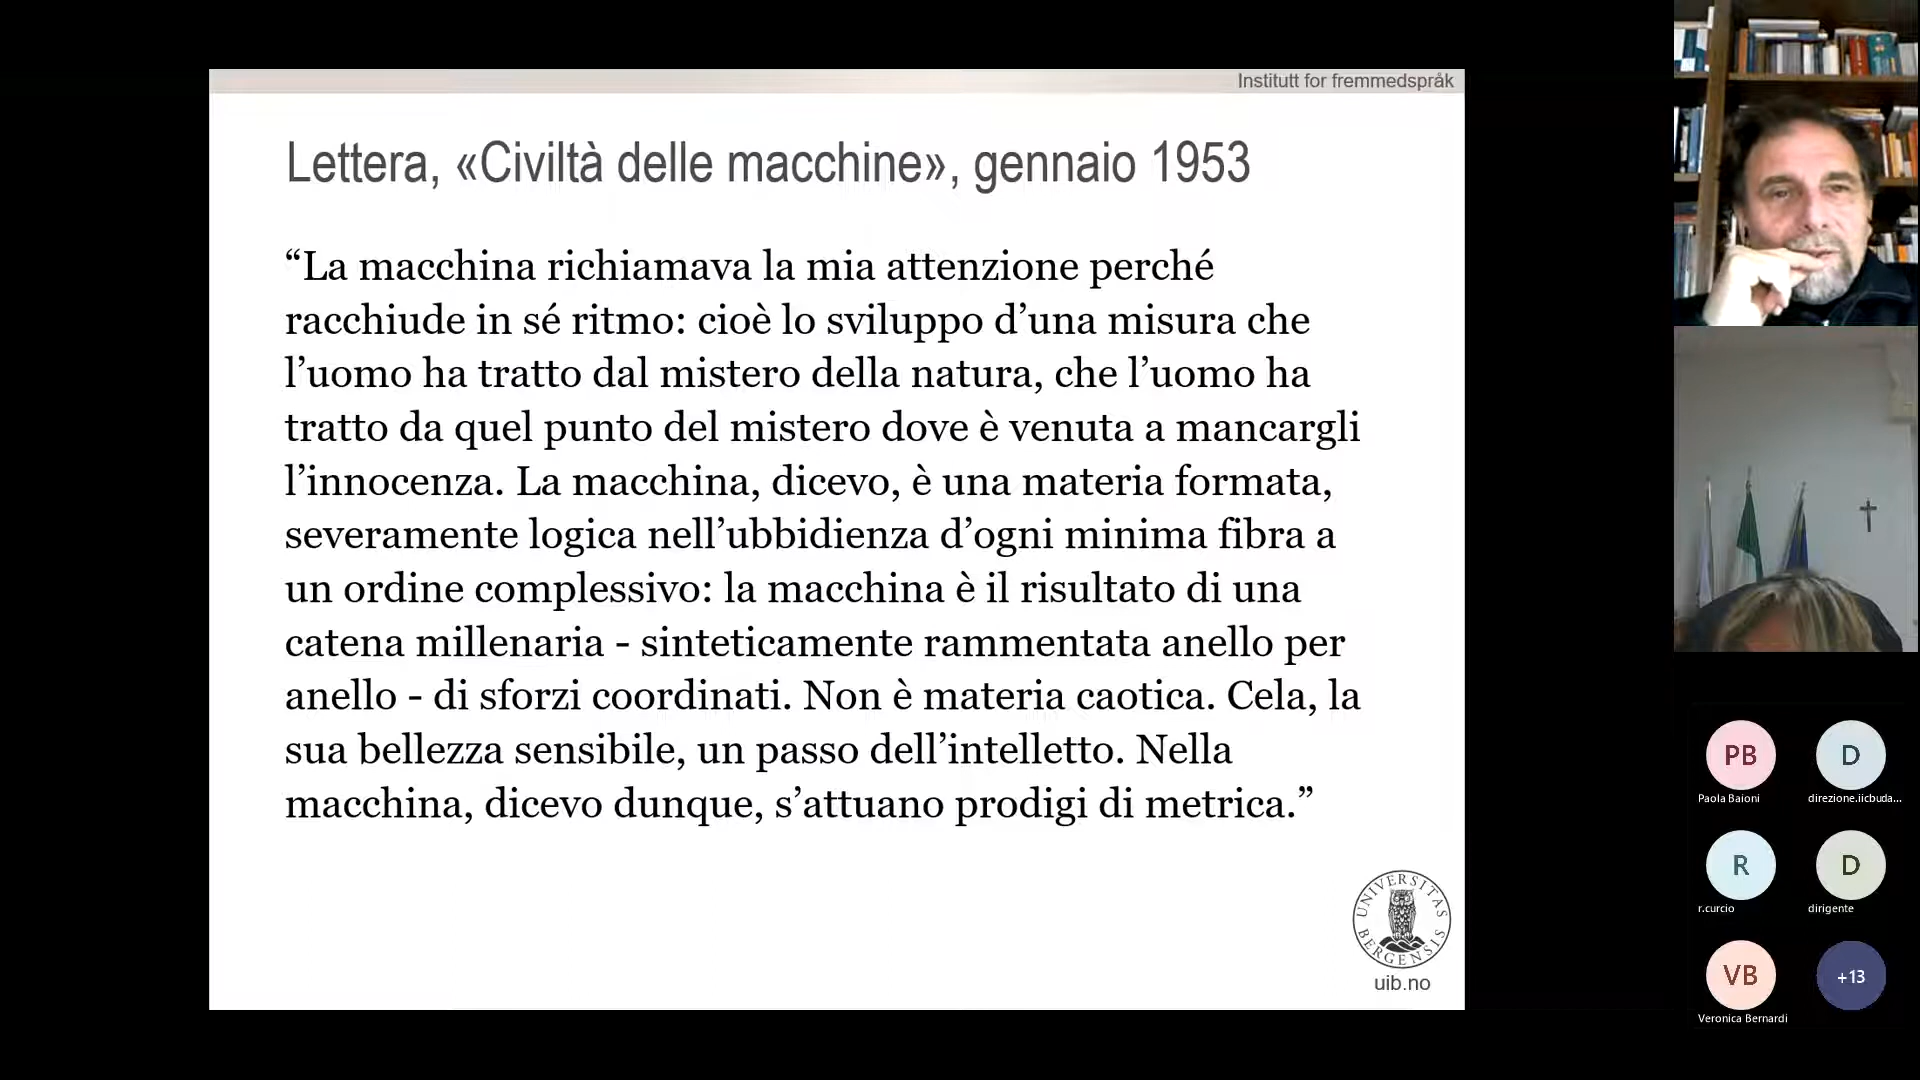 Institutt for fremmedspråk
Lettera, «Civiltà delle macchine», gennaio 1953
“La macchina richiamava la mia attenzione perché
racchiude in sé ritmo: cioè lo sviluppo d’una misura che
l’uomo ha tratto dal mistero della natura, che l’uomo ha
tratto da quel punto del mistero dove è venuta a mancargli
l’innocenza. La macchina, dicevo, è una materia formata,
severamente logica nell’ubbidienza d’ogni minima fibra a
un ordine complessivo: la macchina è il risultato di una
catena millenaria - sinteticamente rammentata anello per
anello - di sforzi coordinati. Non è materia caotica. Cela, la
sua bellezza sensibile, un passo dell’intelletto. Nella
macchina, dicevo dunque, s’attuano prodigi di metrica.”
UNIVERSITAS BERGENSIS
uib.no
PB
D
Paola Baioni
direzione.iicbuda...
R
D
r.curcio
dirigente
VB
+13
Veronica Bernardi